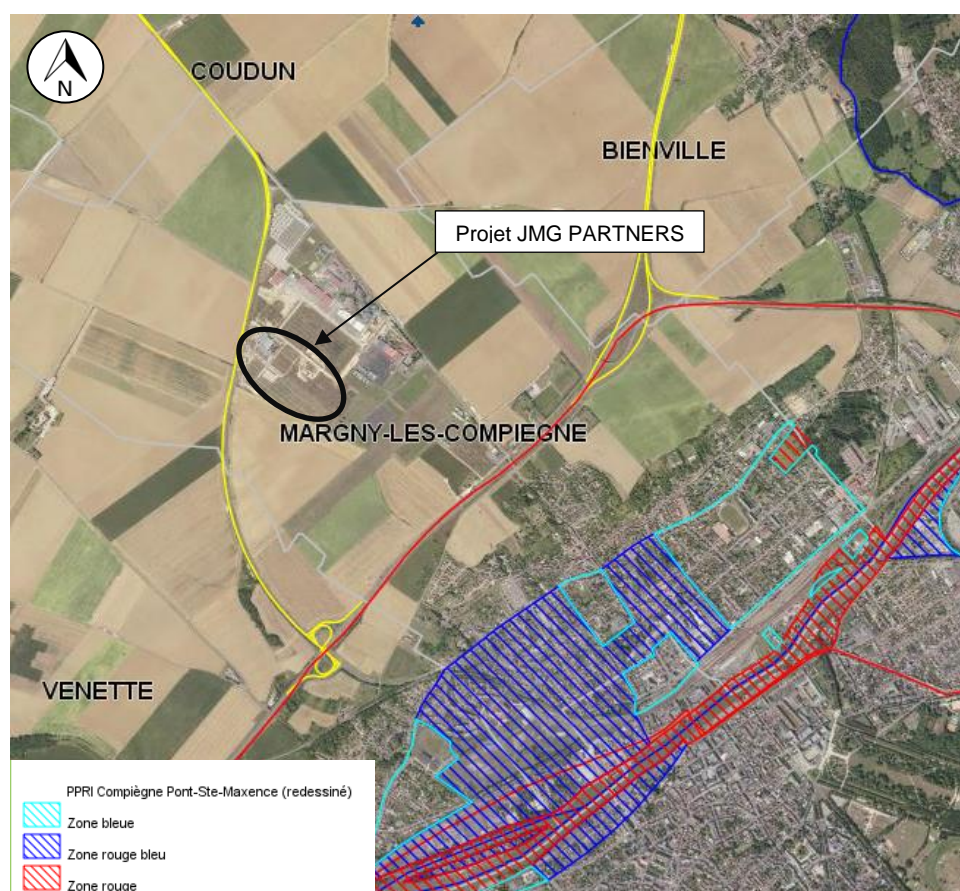 N
COUDUN
BIENVILLE
Projet JMG PARTNERS
MARGNY-LES-COMPIEGNE
VENETTE
PPRI Compiègne Pont-Ste-Maxence (redessiné)
Zone bleue
Zone rouge bleu
Zone rouge